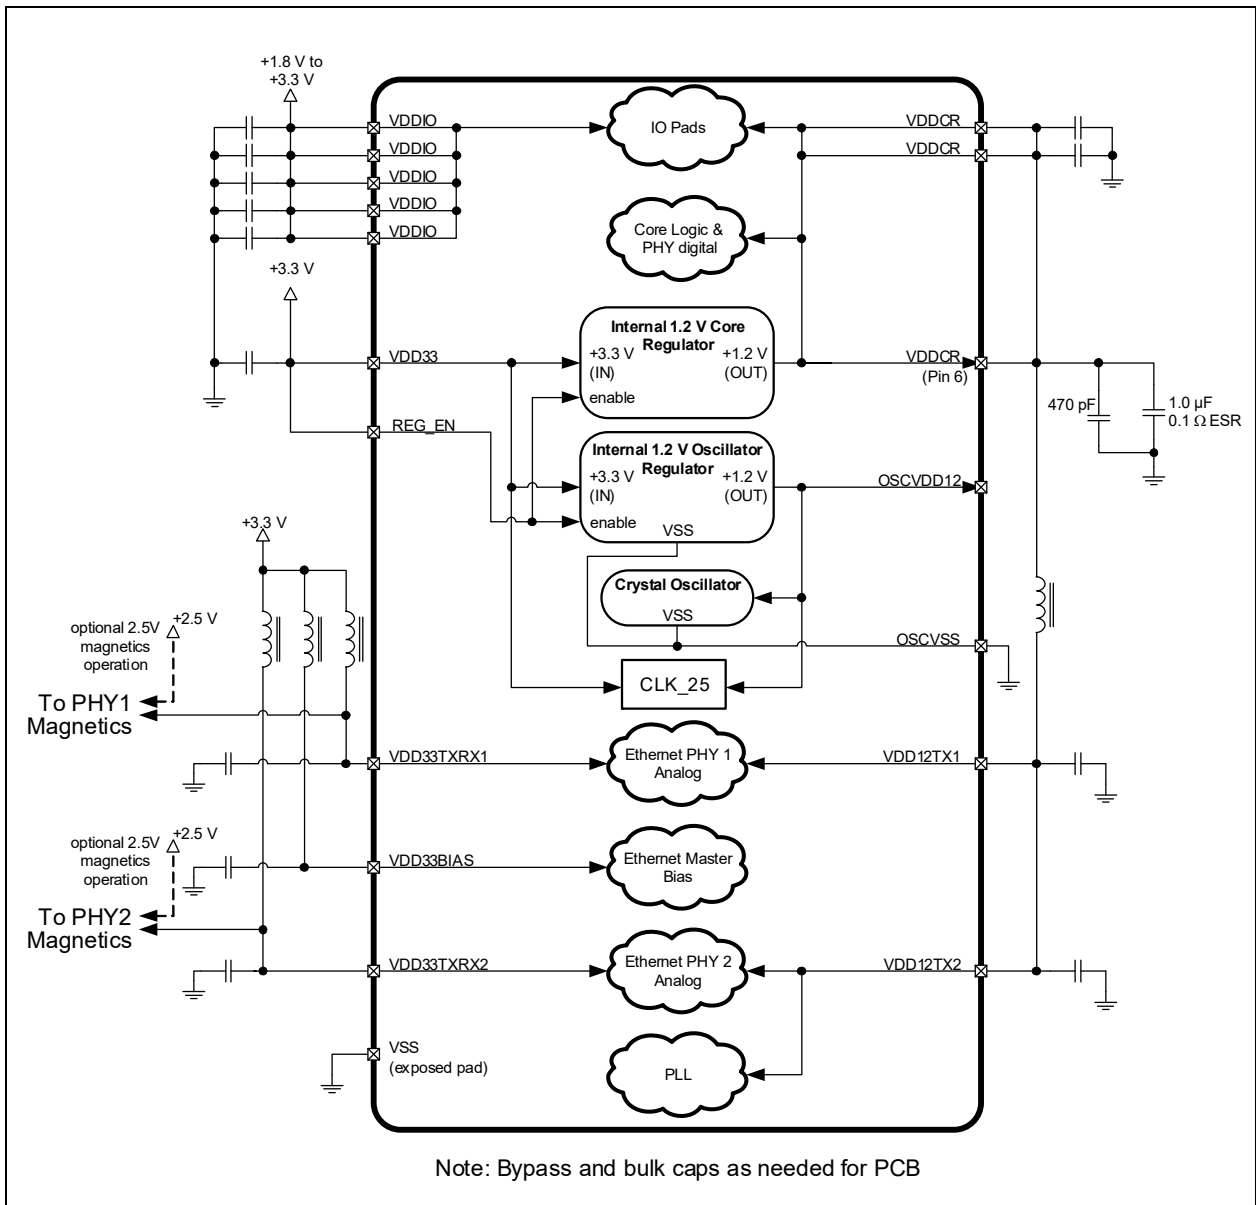 +1.8 V to
+3.3 V
VDDIO
IO Pads
VDDCR
VDDIO
VDDCR
VDDIO
VDDIO
VDDIO
Core Logic &
PHY digital
+3.3 V
Internal 1.2 V Core
Regulator
VDD33
+3.3 V
(IN)
+1.2 V
(OUT)
enable
VDDCR
(Pin 6)
470 pF
1.0 µF
0.1 Ω ESR
REG_EN
Internal 1.2 V Oscillator
Regulator
+3.3 V
(IN)
+1.2 V
(OUT)
enable
VSS
OSCVDD12
+3.3 V
Crystal Oscillator
VSS
OSCVSS
optional 2.5V
magnetics
operation
+2.5 V
CLK_25
To PHY1
Magnetics
VDD33TXRX1
Ethernet PHY 1
Analog
VDD12TX1
optional 2.5V
magnetics
operation
+2.5 V
VDD33BIAS
Ethernet Master
Bias
To PHY2
Magnetics
VDD33TXRX2
Ethernet PHY 2
Analog
VDD12TX2
VSS
(exposed pad)
PLL
Note: Bypass and bulk caps as needed for PCB